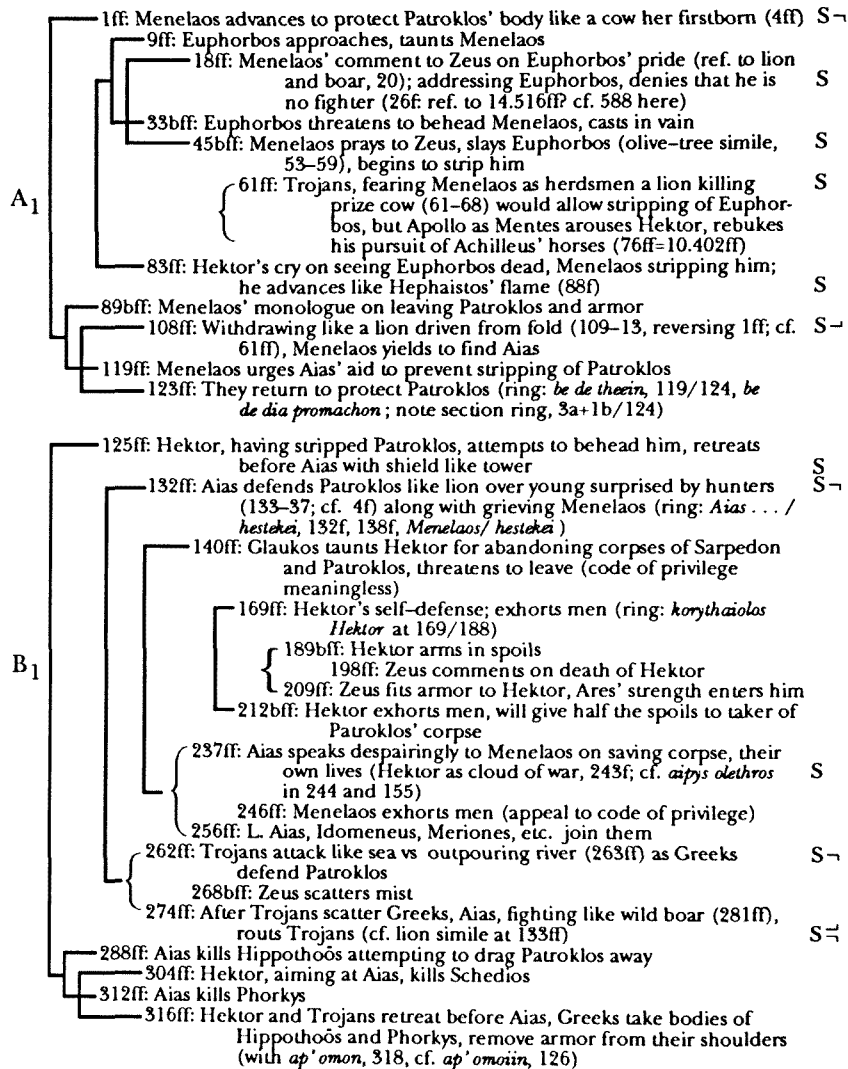 1ff: Menelaos advances to protect Patroklos' body like a cow her firstborn (4ff) S¬
9ff: Euphorbos approaches, taunts Menelaos
18ff: Menelaos' comment to Zeus on Euphorbos' pride (ref. to lion
and boar, 20); addressing Euphorbos, denies that he is S
no fighter (26f: ref. to 14.516ff? cf. 588 here)
33bff: Euphorbos threatens to behead Menelaos, casts in vain
45bff: Menelaos prays to Zeus, slays Euphorbos (olive-tree simile, S
53–59), begins to strip him
61ff: Trojans, fearing Menelaos as herdsmen a lion killing S
prize cow (61–68) would allow stripping of Euphor-
A1
bos, but Apollo as Mentes arouses Hektor, rebukes
his pursuit of Achilleus' horses (76ff=10.402ff)
83ff: Hektor's cry on seeing Euphorbos dead, Menelaos stripping him;
he advances like Hephaistos' flame (88f) S
89bff: Menelaos' monologue on leaving Patroklos and armor
108ff: Withdrawing like a lion driven from fold (109–13, reversing 1ff; cf. S⌐
61ff), Menelaos yields to find Aias
119ff: Menelaos urges Aias' aid to prevent stripping of Patroklos
123ff: They return to protect Patroklos (ring: be de theein, 119/124, be
de dia promachon; note section ring, 3a+1b/124)
125ff: Hektor, having stripped Patroklos, attempts to behead him, retreats
before Aias with shield like tower S
132ff: Aias defends Patroklos like lion over young surprised by hunters S¬
(133–37; cf. 4f) along with grieving Menelaos (ring: Aias . . . /
hestekei, 132f, 138f, Menelaos/ hestekei )
140ff: Glaukos taunts Hektor for abandoning corpses of Sarpedon
and Patroklos, threatens to leave (code of privilege
meaningless)
169ff: Hektor's self-defense; exhorts men (ring: korythaiolos
Hektor at 169/188)
189bff: Hektor arms in spoils
B1
198ff: Zeus comments on death of Hektor
209ff: Zeus fits armor to Hektor, Ares' strength enters him
212bff: Hektor exhorts men, will give half the spoils to taker of
Patroklos' corpse
237ff: Aias speaks despairingly to Menelaos on saving corpse, their
own lives (Hektor as cloud of war, 243f; cf. aipys olethros S
in 244 and 155)
246ff: Menelaos exhorts men (appeal to code of privilege)
256ff: L. Aias, Idomeneus, Meriones, etc. join them
262ff: Trojans attack like sea vs outpouring river (263ff) as Greeks S¬
defend Patroklos
268bff: Zeus scatters mist
274ff: After Trojans scatter Greeks, Aias, fighting like wild boar (281ff),
routs Trojans (cf. lion simile at 133ff) S
288ff: Aias kills Hippothoös attempting to drag Patroklos away
304ff: Hektor, aiming at Aias, kills Schedios
312ff: Aias kills Phorkys
316ff: Hektor and Trojans retreat before Aias, Greeks take bodies of
Hippothoös and Phorkys, remove armor from their shoulders
(with ap' omon, 318, cf. ap' omoiin, 126)